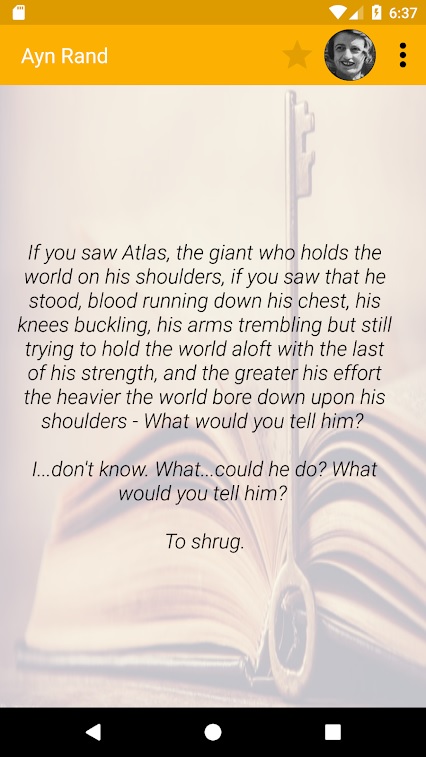 6:37
Ayn Rand
If you saw Atlas, the giant who holds the
world on his shoulders, if you saw that he
stood, blood running down his chest, his
knees buckling, his arms trembling but still
trying to hold the world aloft with the last
of his strength, and the greater his effort
the heavier the world bore down upon his
shoulders - What would you tell him?
I...don't know. What...could he do? What
would you tell him?
To shrug.